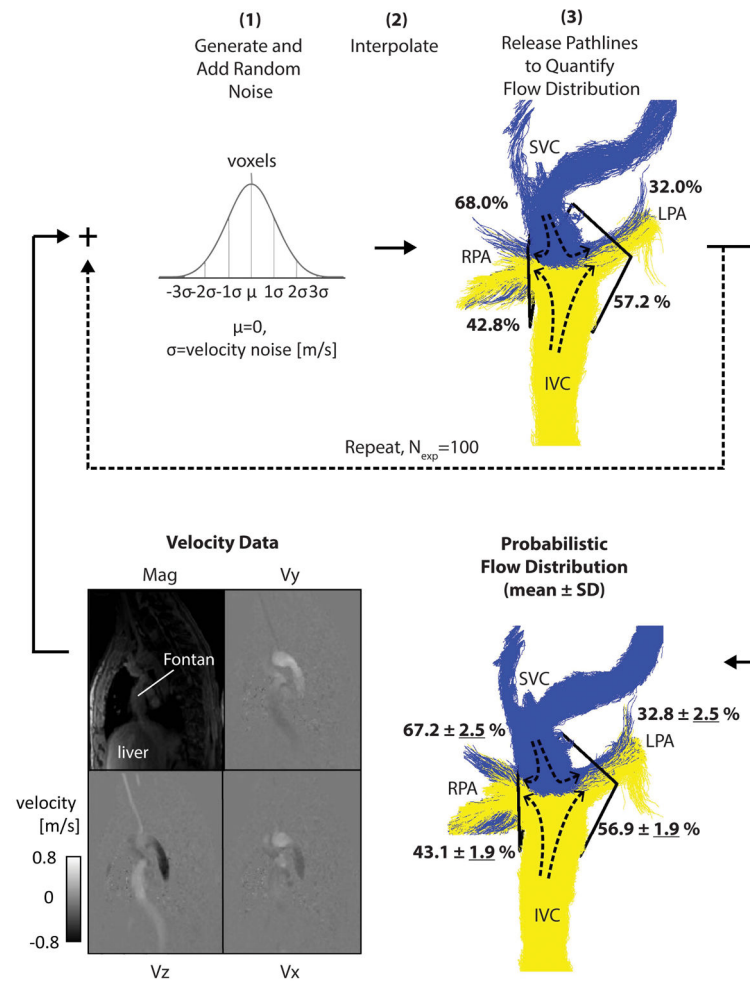 (1)
Generate and
Add Random
Noise
(2)
Interpolate
(3)
Release Pathlines
to Quantify
Flow Distribution
voxels
-3σ-2σ-1σ μ 1σ 2σ3σ
μ=0,
σ=velocity noise [m/s]
+
SVC
68.0%
32.0%
LPA
RPA
42.8%
57.2 %
IVC
Repeat, Nexp=100
Velocity Data
Mag
Vy
Fontan
liver
velocity
[m/s]
0.8
0
-0.8
Vz
Vx
Probabilistic
Flow Distribution
(mean ± SD)
SVC
67.2 ± 2.5 %
32.8 ± 2.5 %
LPA
RPA
43.1 ± 1.9 %
56.9 ± 1.9 %
IVC